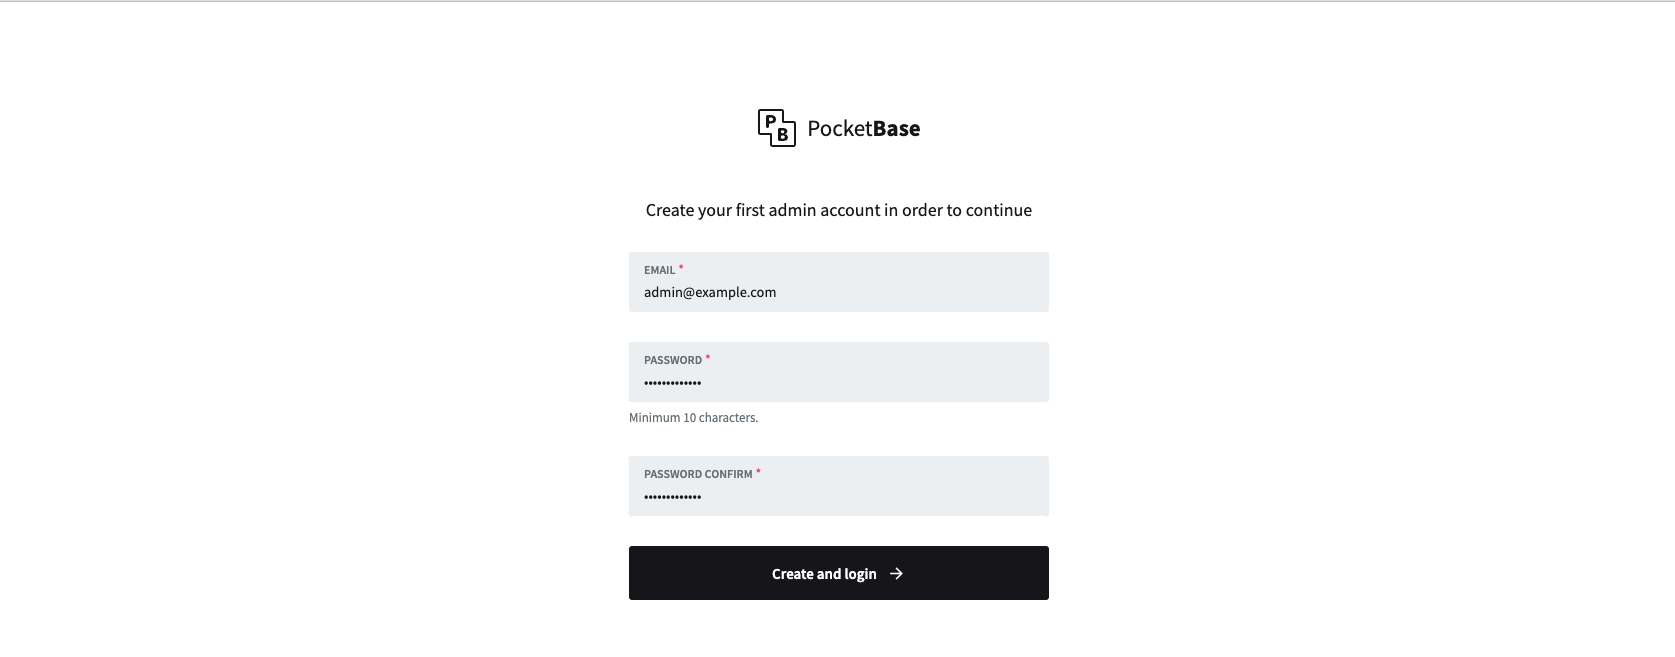 PB PocketBase
Create your first admin account in order to continue
EMAIL *
admin@example.com
PASSWORD *
•••••••••••••
Minimum 10 characters.
PASSWORD CONFIRM *
•••••••••••••
Create and login →